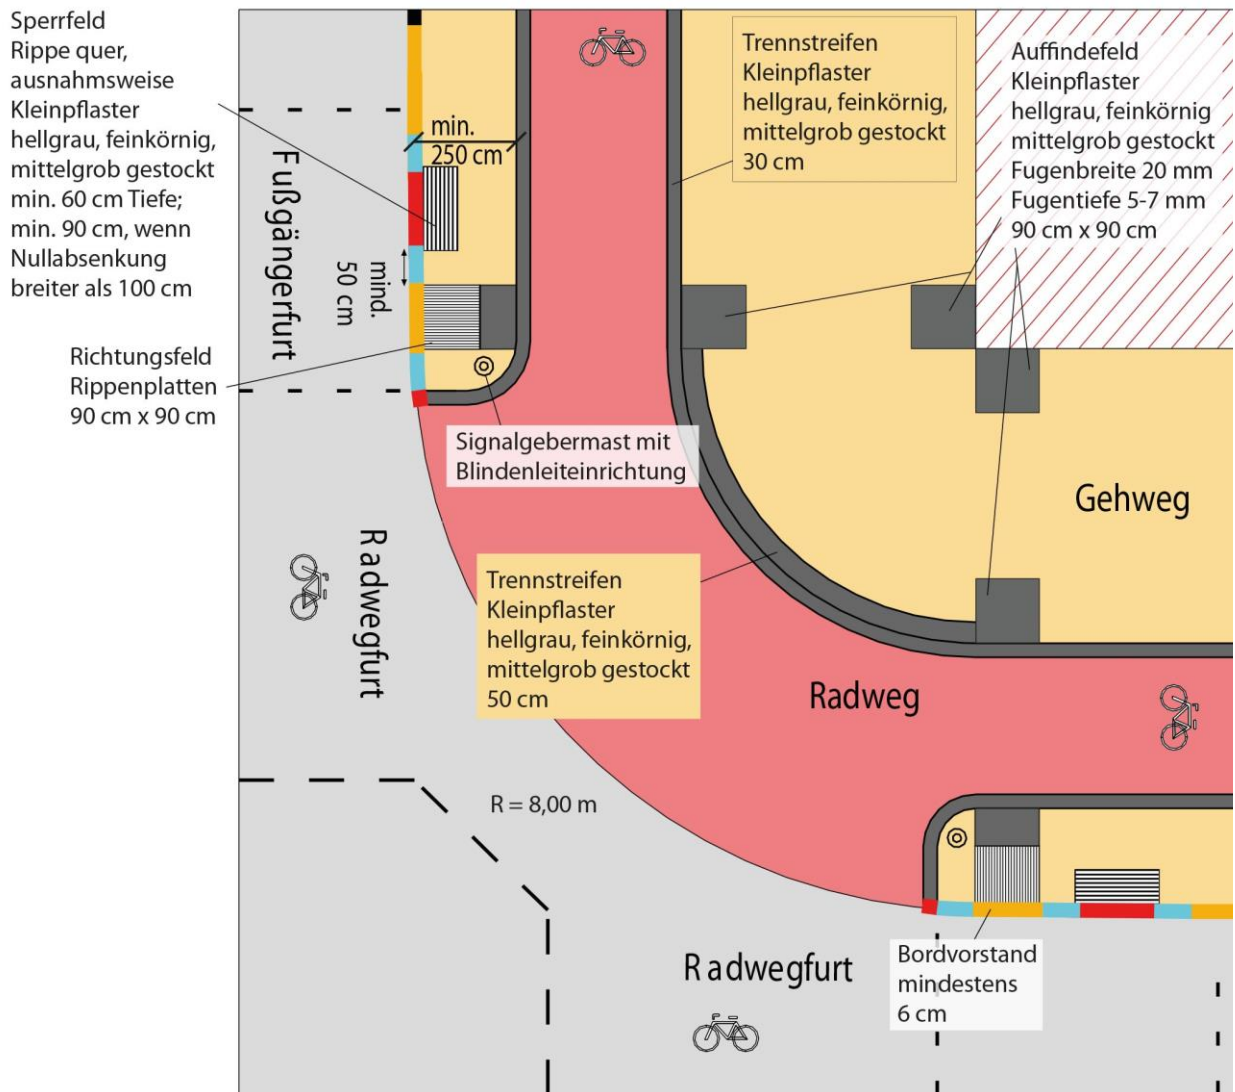 Sperrfeld
Rippe quer,
ausnahmsweise
Kleinpflaster
hellgrau, feinkörnig,
mittelgrob gestockt
min. 60 cm Tiefe;
min. 90 cm, wenn
Nullabsenkung
breiter als 100 cm
Richtungsfeld
Rippenplatten
90 cm x 90 cm
Fußgängerfurt
min.
250 cm
mind.
50 cm
Trennstreifen
Kleinpflaster
hellgrau, feinkörnig,
mittelgrob gestockt
30 cm
Auffindefeld
Kleinpflaster
hellgrau, feinkörnig
mittelgrob gestockt
Fugenbreite 20 mm
Fugentiefe 5-7 mm
90 cm x 90 cm
Signalgebermast mit
Blindenleiteinrichtung
Gehweg
Radwegfurt
Trennstreifen
Kleinpflaster
hellgrau, feinkörnig,
mittelgrob gestockt
50 cm
Radweg
R = 8,00 m
Radwegfurt
Bordvorstand
mindestens
6 cm